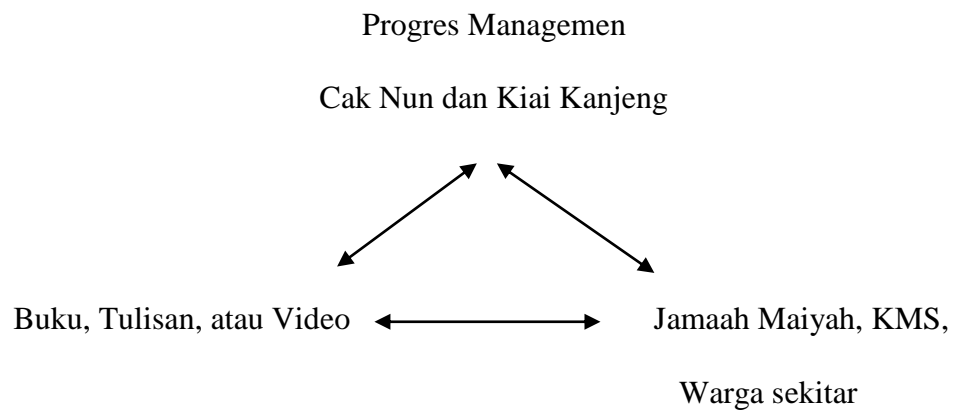 Progres Managemen
Cak Nun dan Kiai Kanjeng
Buku, Tulisan, atau Video
Jamaah Maiyah, KMS,
Warga sekitar